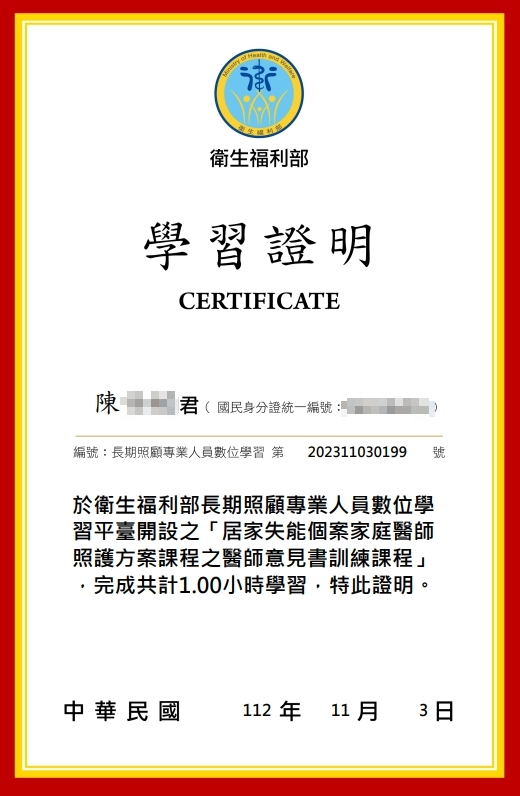 Ministry of Health and Welfare
衛生福利部
衛生福利部
學習證明
CERTIFICATE
陳 君（國民身分證統一編號： ）
編號：長期照顧專業人員數位學習 第 202311030199 號
於衛生福利部長期照顧專業人員數位學
習平臺開設之「居家失能個案家庭醫師
照護方案課程之醫師意見書訓練課程」
，完成共計1.00小時學習，特此證明。
中華民國 112 年 11 月 3 日